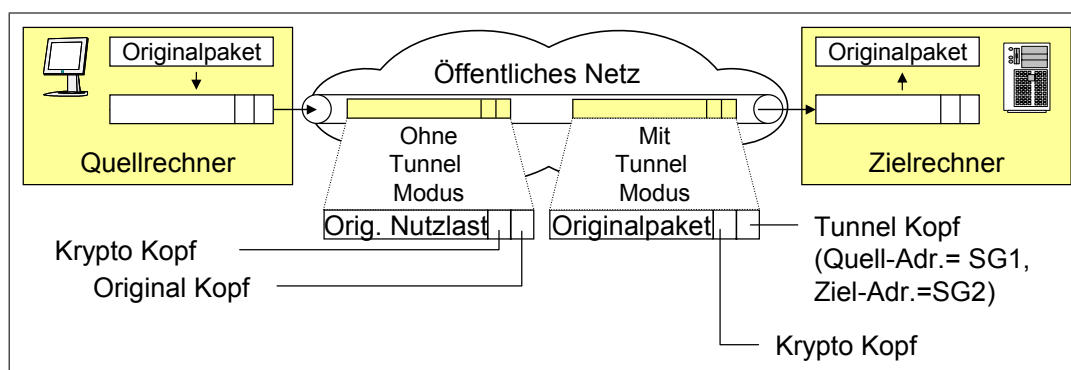 Originalpaket
Quellrechner
Öffentliches Netz
Originalpaket
Zielrechner
Ohne
Tunnel
Modus
Mit
Tunnel
Modus
Orig. Nutzlast
Originalpaket
Krypto Kopf
Original Kopf
Tunnel Kopf
(Quell-Adr.= SG1,
Ziel-Adr.=SG2)
Krypto Kopf